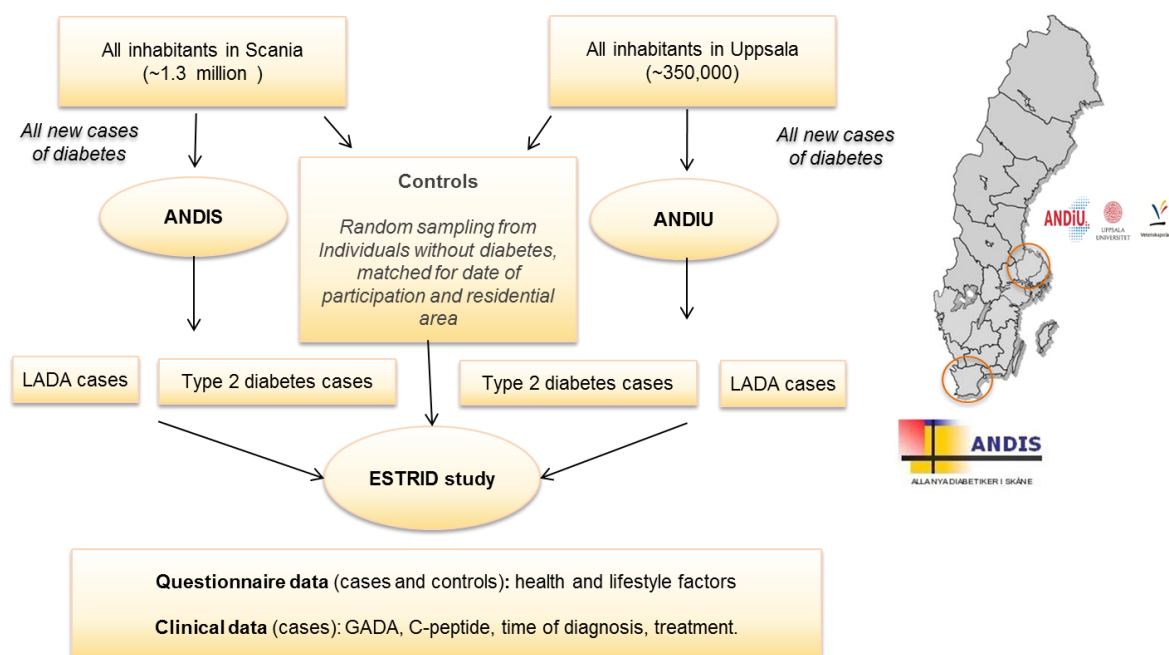 All inhabitants in Scania
(~1.3 million )
All inhabitants in Uppsala
(~350,000)
All new cases
of diabetes
All new cases
of diabetes
ANDIS
Controls
Random sampling from
Individuals without diabetes,
matched for date of
participation and residential
area
ANDIU
LADA cases
Type 2 diabetes cases
Type 2 diabetes cases
LADA cases
ESTRID study
Questionnaire data (cases and controls): health and lifestyle factors
Clinical data (cases): GADA, C-peptide, time of diagnosis, treatment.
ANDiU
UPPSALA
UNIVERSITET
ANDIS
ALLA NYA DIABETIKER I SKÅNE